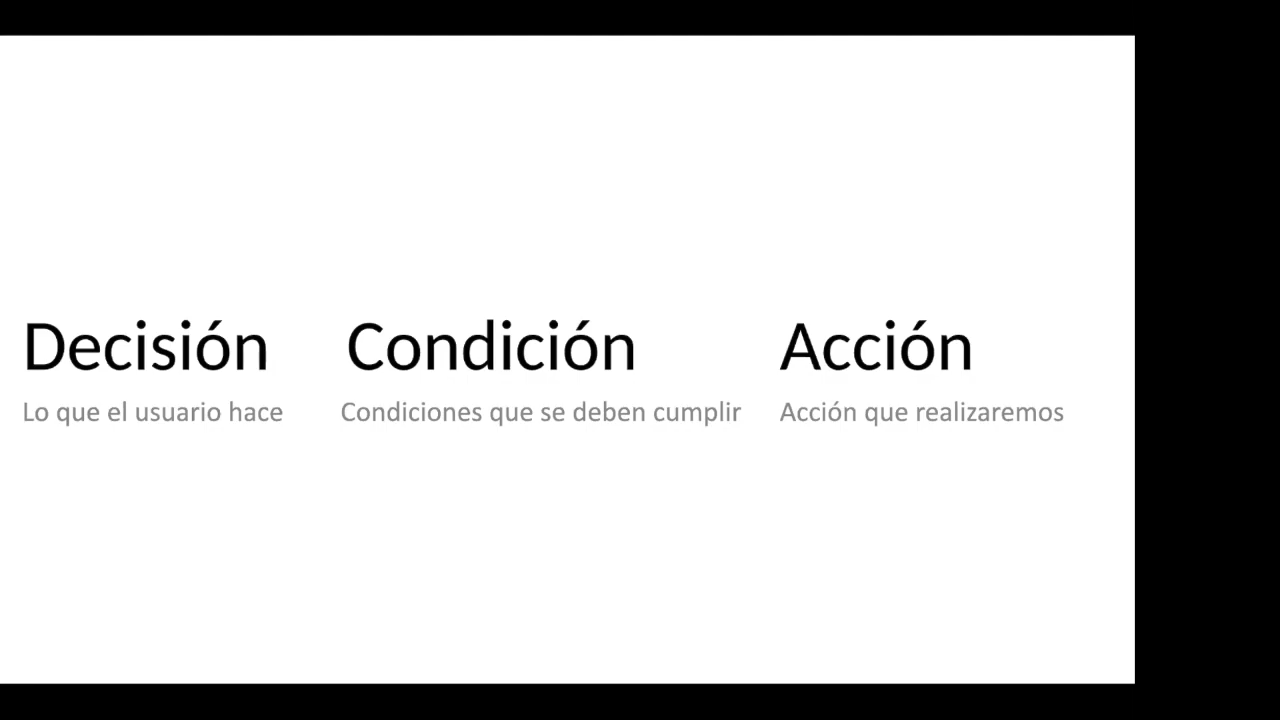 Decisión Condición Acción
Lo que el usuario hace Condiciones que se deben cumplir Acción que realizaremos